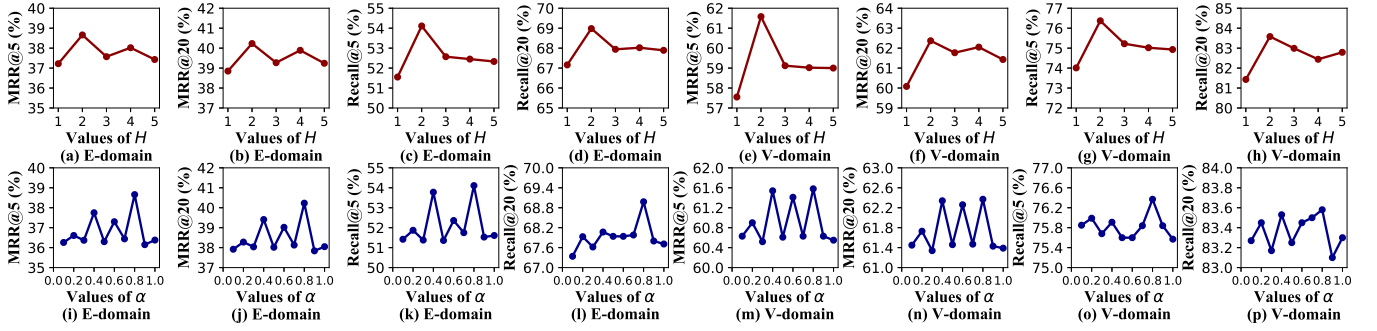 MRR@5 (%)
40
39
38
37
36
35
1 2 3 4 5
Values of H
(a) E-domain
MRR@20 (%)
42
41
40
39
38
37
1 2 3 4 5
Values of H
(b) E-domain
Recall@5 (%)
55
54
53
52
51
50
1 2 3 4 5
Values of H
(c) E-domain
Recall@20 (%)
70
69
68
67
66
65
1 2 3 4 5
Values of H
(d) E-domain
MRR@5 (%)
62
60
59
58
57
1 2 3 4 5
Values of H
(e) V-domain
MRR@20 (%)
65
64
62
61
60
59
1 2 3 4 5
Values of H
(f) V-domain
Recall@5 (%)
77
76
75
74
73
72
1 2 3 4 5
Values of H
(g) V-domain
Recall@20 (%)
85
84
83
82
81
80
1 2 3 4 5
Values of H
(h) V-domain
MRR@5 (%)
40
39
38
37
36
35
0.0 0.2 0.4 0.6 0.8 1.0
Values of α
(i) E-domain
MRR@20 (%)
42
41
40
39
38
37
0.0 0.2 0.4 0.6 0.8 1.0
Values of α
(j) E-domain
Recall@5 (%)
55
54
53
52
51
50
0.0 0.2 0.4 0.6 0.8 1.0
Values of α
(k) E-domain
Recall@20 (%)
70.0
69.4
68.8
68.2
67.6
67.0
0.0 0.2 0.4 0.6 0.8 1.0
Values of α
(l) E-domain
MRR@5 (%)
62.0
61.6
61.2
60.8
60.4
60.0
0.0 0.2 0.4 0.6 0.8 1.0
Values of α
(m) V-domain
MRR@20 (%)
63.0
62.6
62.2
61.8
61.4
61.0
0.0 0.2 0.4 0.6 0.8 1.0
Values of α
(n) V-domain
Recall@5 (%)
77.0
76.6
76.2
75.8
75.4
75.0
0.0 0.2 0.4 0.6 0.8 1.0
Values of α
(o) V-domain
Recall@20 (%)
84.0
83.8
83.6
83.4
83.2
83.0
0.0 0.2 0.4 0.6 0.8 1.0
Values of α
(p) V-domain